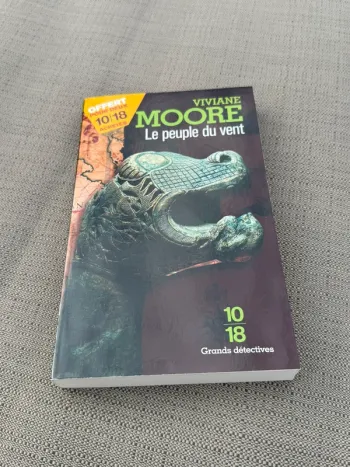 OFFERT
10|18
VIVIANE
MOORE
Le peuple du vent
10
18
Grands détectives